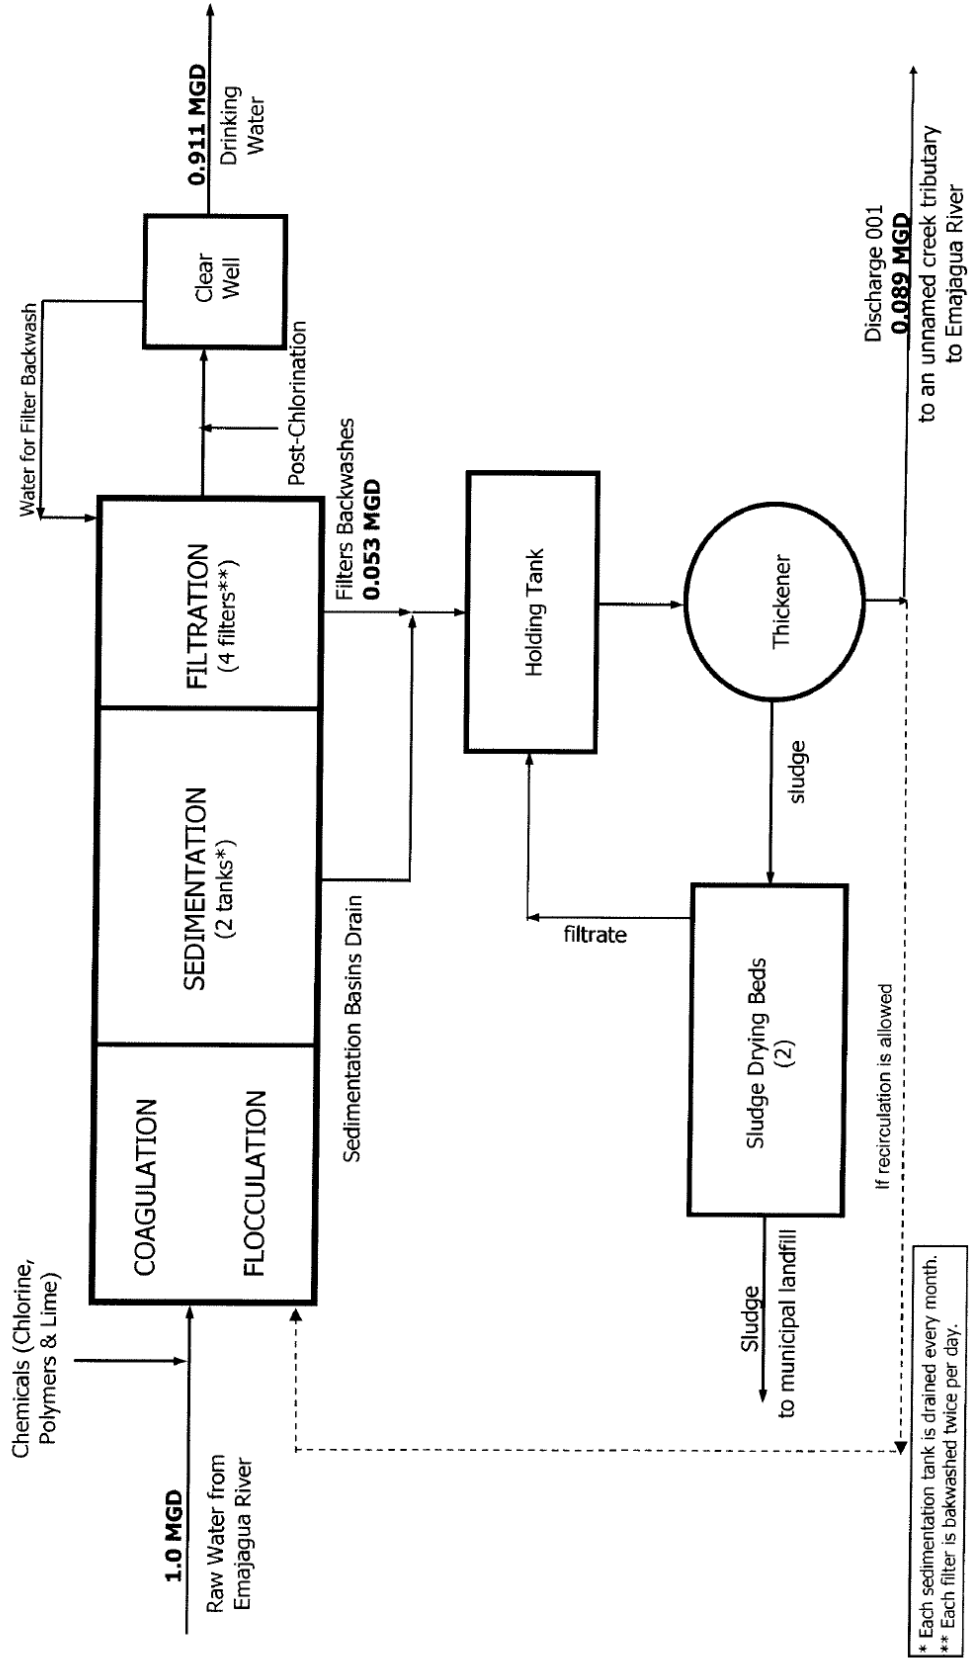 Chemicals (Chlorine,
Polymers & Lime)
1.0 MGD
Raw Water from
Emajagua River
COAGULATION
FLOCCULATION
SEDIMENTATION
(2 tanks*)
FILTRATION
(4 filters**)
Water for Filter Backwash
Post-Chlorination
Clear
Well
0.911 MGD
Drinking
Water
Sedimentation Basins Drain
Filters Backwashes
0.053 MGD
Holding Tank
filtrate
Thickener
sludge
Sludge Drying Beds
(2)
Sludge
to municipal landfill
If recirculation is allowed
Discharge 001
0.089 MGD
to an unnamed creek tributary
to Emajagua River
* Each sedimentation tank is drained every month.
** Each filter is bakwashed twice per day.